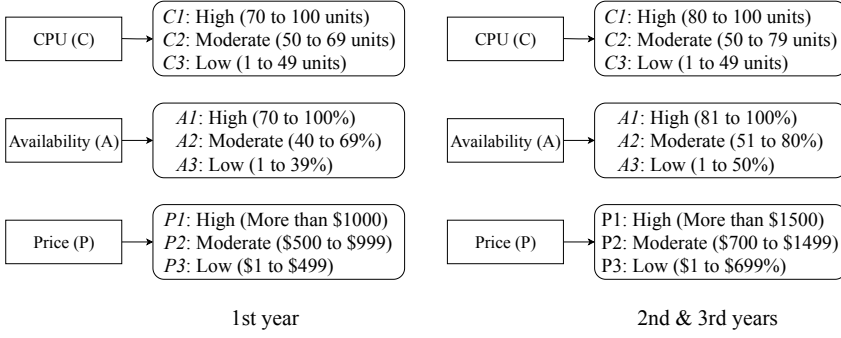 CPU (C)
C1: High (70 to 100 units)
C2: Moderate (50 to 69 units)
C3: Low (1 to 49 units)
Availability (A)
A1: High (70 to 100%)
A2: Moderate (40 to 69%)
A3: Low (1 to 39%)
Price (P)
P1: High (More than $1000)
P2: Moderate ($500 to $999)
P3: Low ($1 to $499)
1st year
CPU (C)
C1: High (80 to 100 units)
C2: Moderate (50 to 79 units)
C3: Low (1 to 49 units)
Availability (A)
A1: High (81 to 100%)
A2: Moderate (51 to 80%)
A3: Low (1 to 50%)
Price (P)
P1: High (More than $1500)
P2: Moderate ($700 to $1499)
P3: Low ($1 to $699%)
2nd & 3rd years